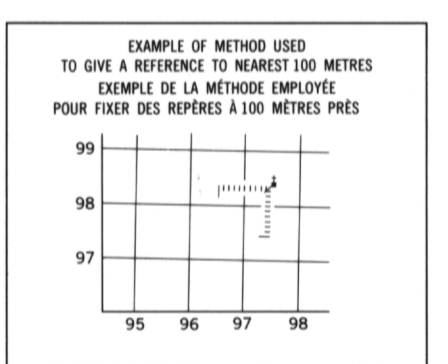 EXAMPLE OF METHOD USED
TO GIVE A REFERENCE TO NEAREST 100 METRES
EXEMPLE DE LA MÉTHODE EMPLOYÉE
POUR FIXER DES REPÈRES À 100 MÈTRES PRÈS
99
98
97
95 96 97 98